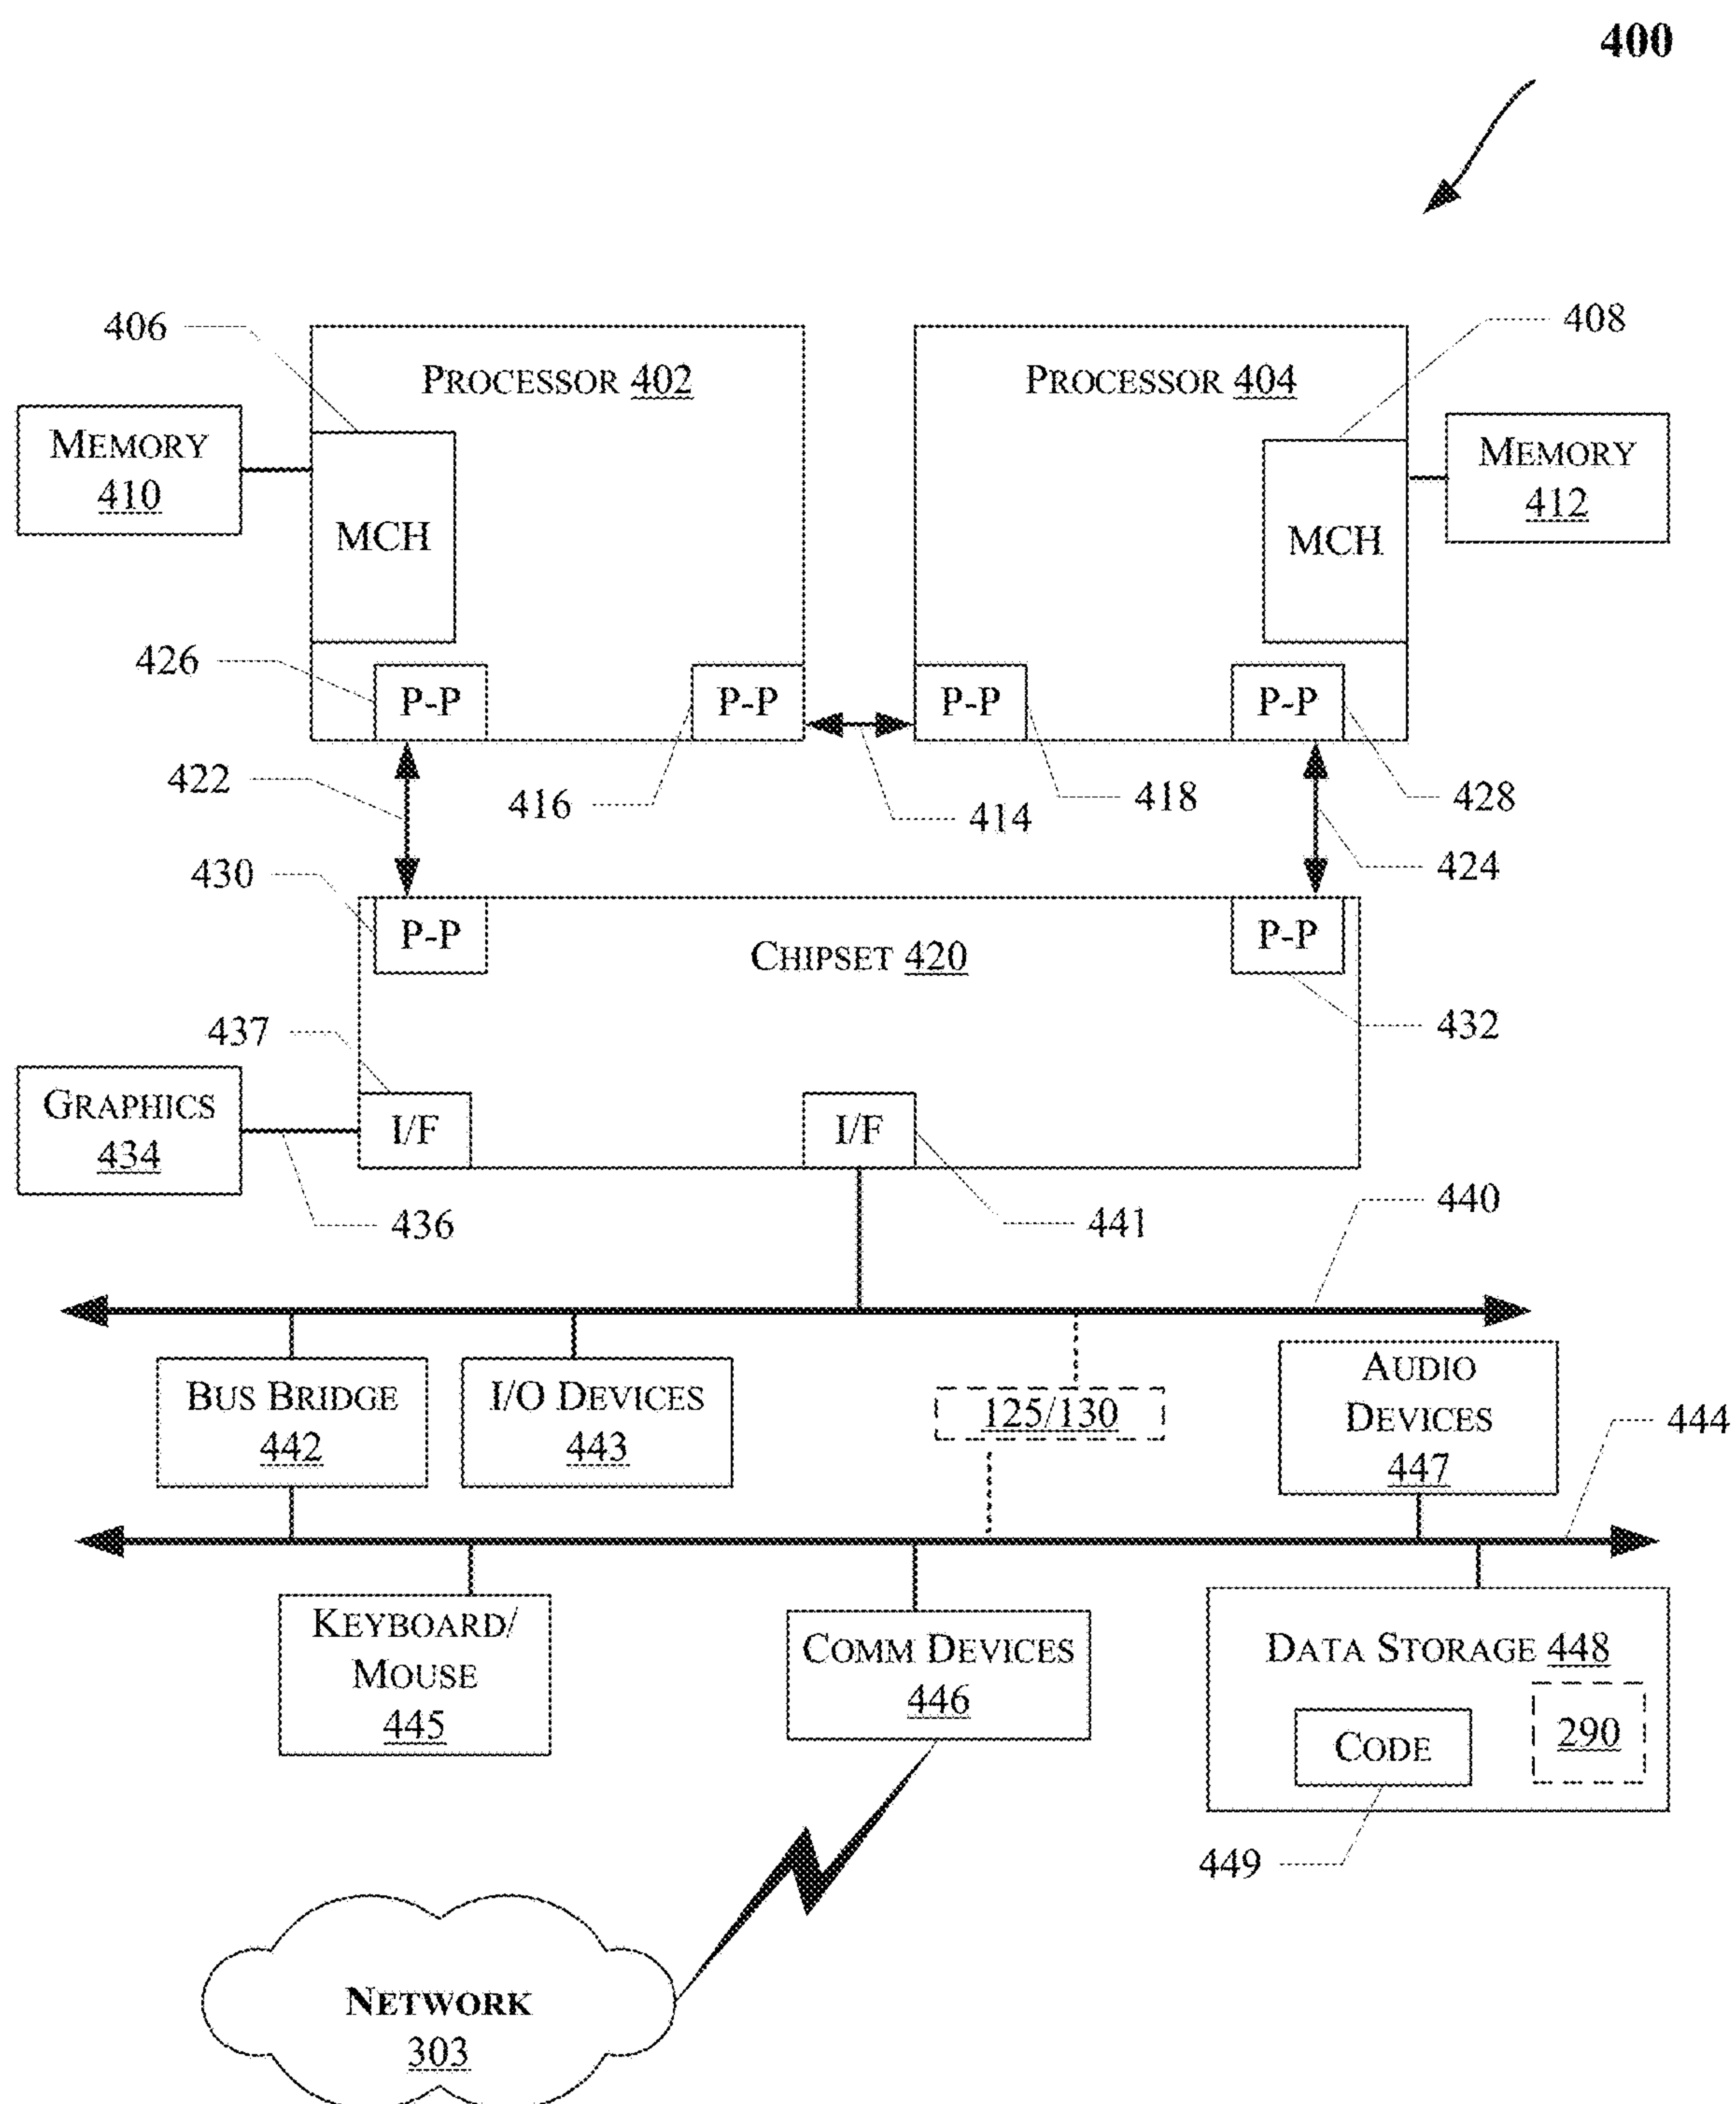 400
406
408
PROCESSOR 402
PROCESSOR 404
MEMORY
410
MEMORY
412
MCH
MCH
426
P-P
P-P
P-P
P-P
422
416
414
418
428
430
424
P-P
CHIPSET 420
P-P
437
432
GRAPHICS
434
I/F
I/F
436
441
440
BUS BRIDGE
442
I/O DEVICES
443
125/130
AUDIO
DEVICES
447
444
KEYBOARD/
MOUSE
445
COMM DEVICES
446
DATA STORAGE 448
CODE
290
449
NETWORK
303